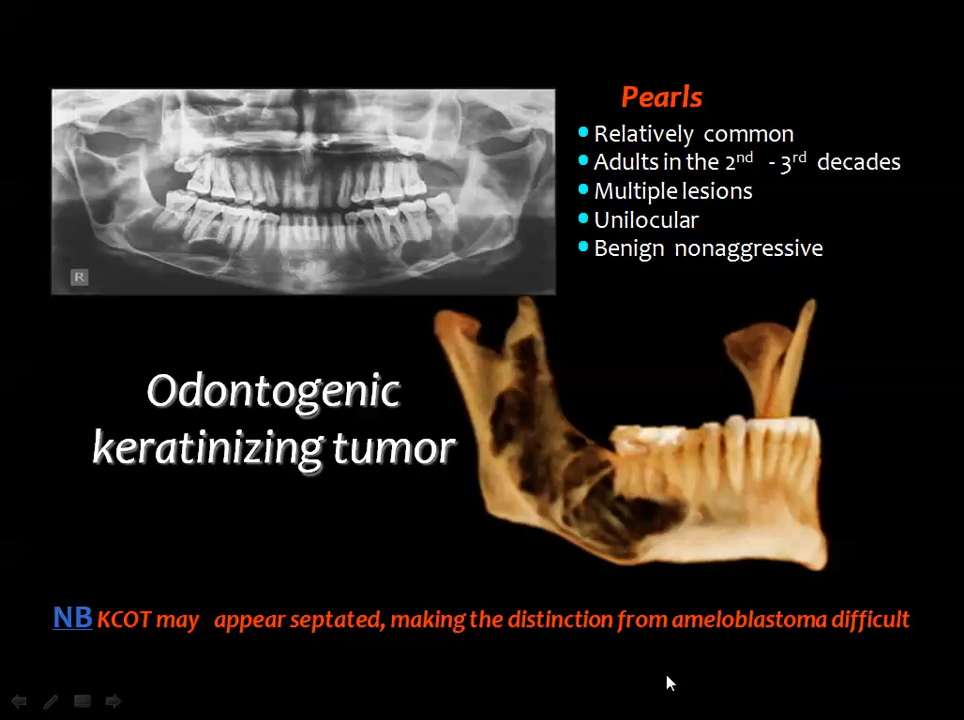 Pearls
Relatively common
Adults in the 2nd - 3rd decades
Multiple lesions
Unilocular
Benign nonaggressive
R
Odontogenic
keratinizing tumor
NB KCOT may appear septated, making the distinction from ameloblastoma difficult